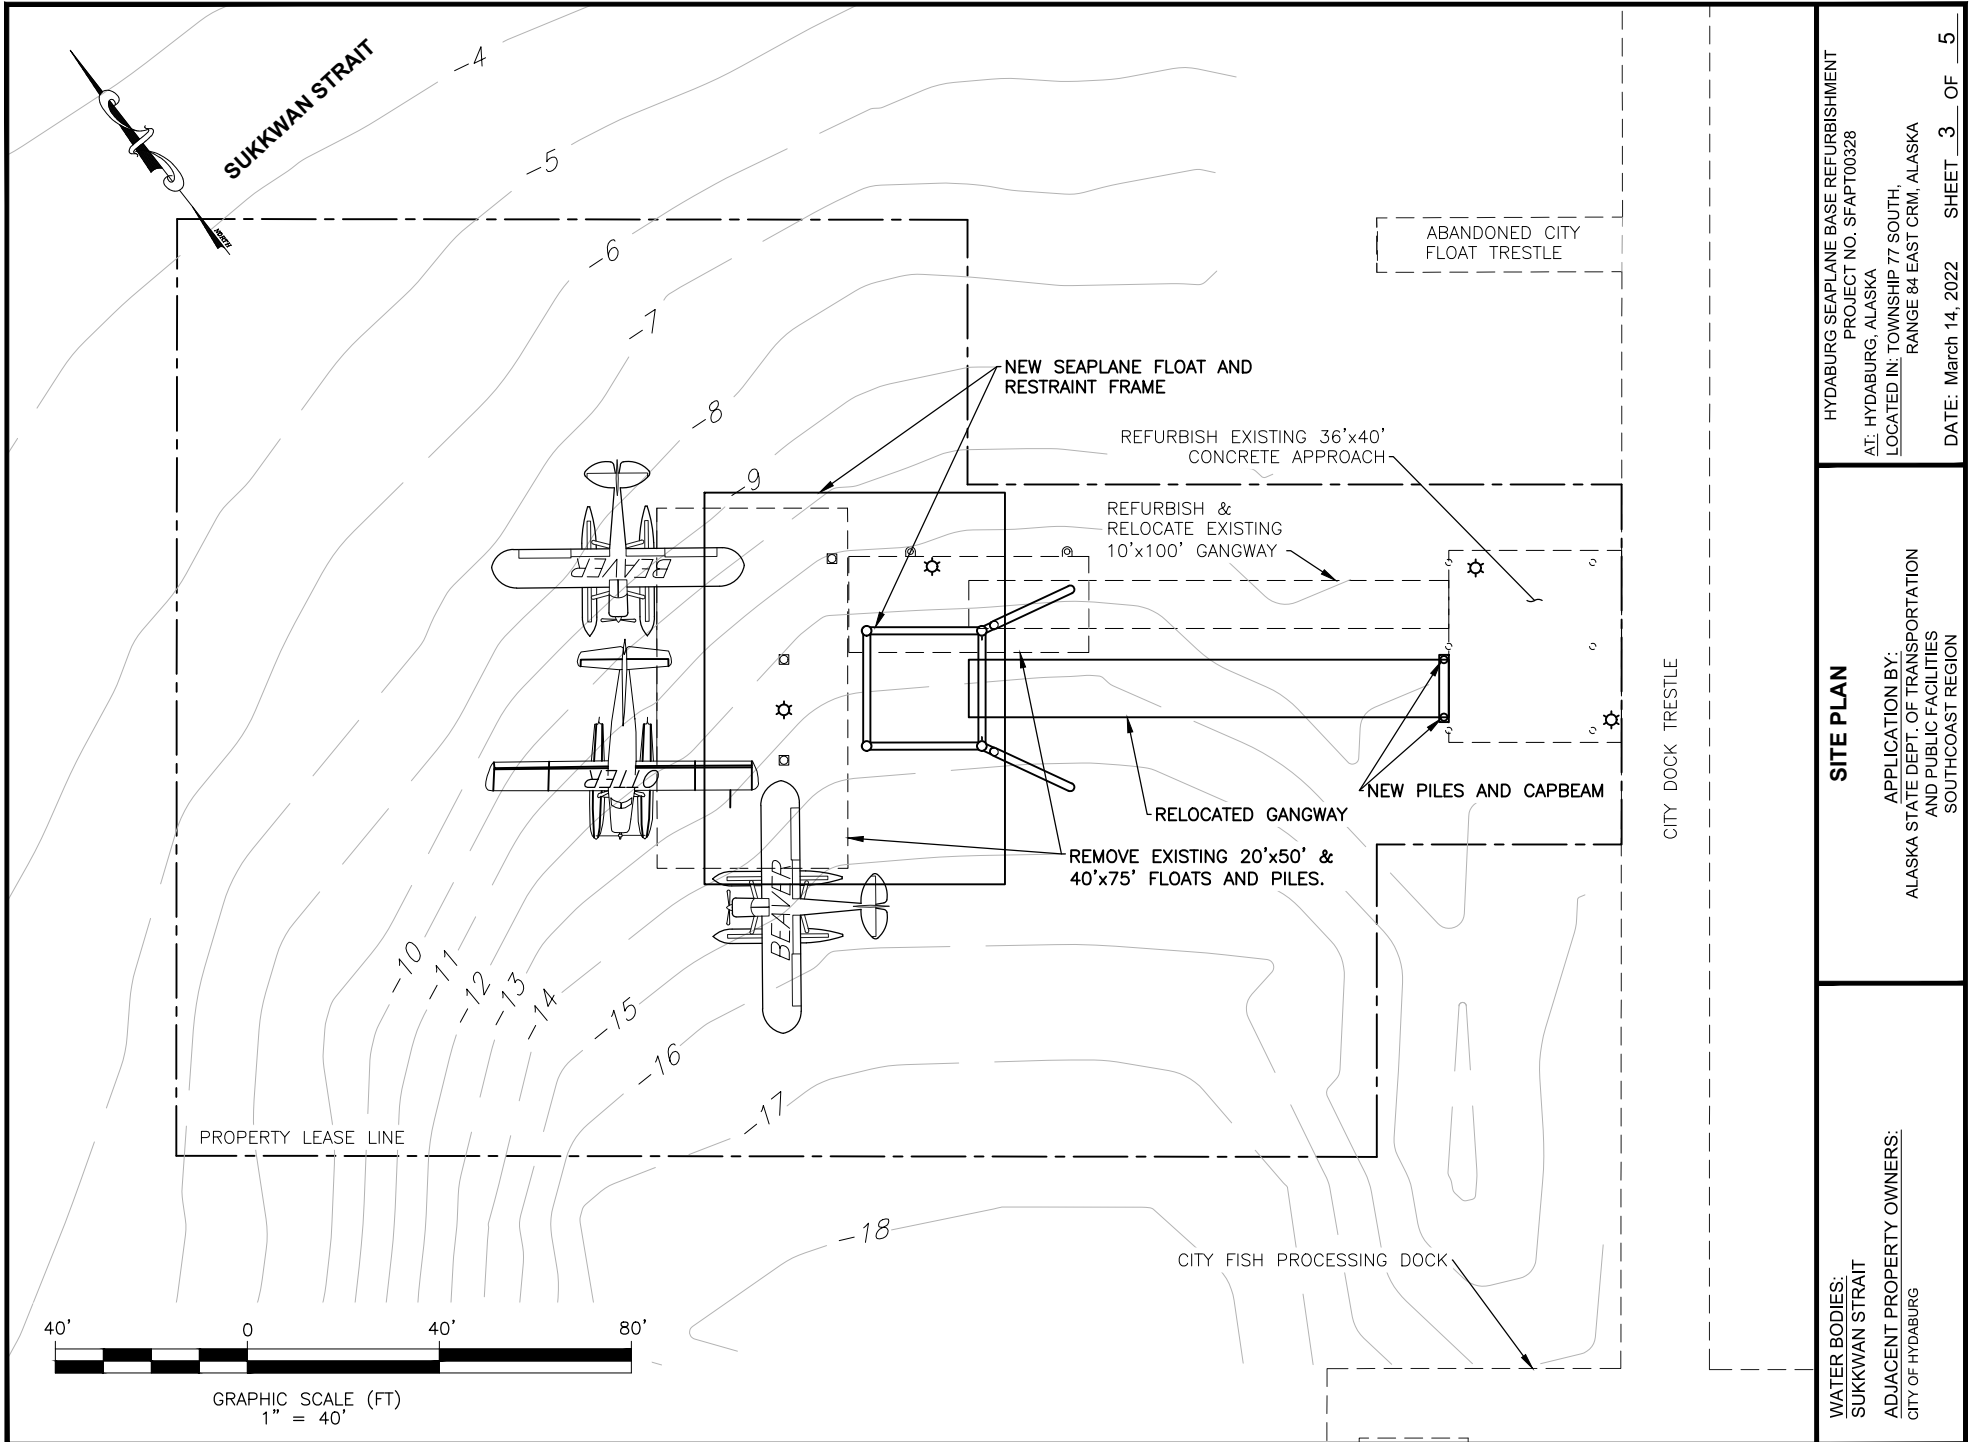 SUKKWAN STRAIT
NORTH
-4
-5
-6
-7
-8
-9
-10
-11
-12
-13
-14
-15
-16
-17
-18
ABANDONED CITY
FLOAT TRESTLE
NEW SEAPLANE FLOAT AND
RESTRAINT FRAME
REFURBISH EXISTING 36'x40'
CONCRETE APPROACH
REFURBISH &
RELOCATE EXISTING
10'x100' GANGWAY
BEAVER
OTTER
BEAVER
NEW PILES AND CAPBEAM
RELOCATED GANGWAY
REMOVE EXISTING 20'x50' &
40'x75' FLOATS AND PILES.
CITY DOCK TRESTLE
PROPERTY LEASE LINE
CITY FISH PROCESSING DOCK
40' 0 40' 80'
GRAPHIC SCALE (FT)
1" = 40'
HYDABURG SEAPLANE BASE REFURBISHMENT
PROJECT NO. SFAPT00328
AT: HYDABURG, ALASKA
LOCATED IN: TOWNSHIP 77 SOUTH,
RANGE 84 EAST CRM, ALASKA
DATE: March 14, 2022 SHEET 3 OF 5
SITE PLAN
APPLICATION BY:
ALASKA STATE DEPT. OF TRANSPORTATION
AND PUBLIC FACILITIES
SOUTHCOAST REGION
WATER BODIES:
SUKKWAN STRAIT
ADJACENT PROPERTY OWNERS:
CITY OF HYDABURG